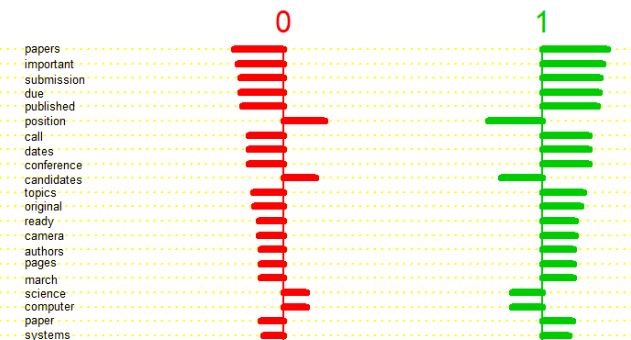 0 1
papers
important
submission
due
published
position
call
dates
conference
candidates
topics
original
ready
camera
authors
pages
march
science
computer
paper
systems